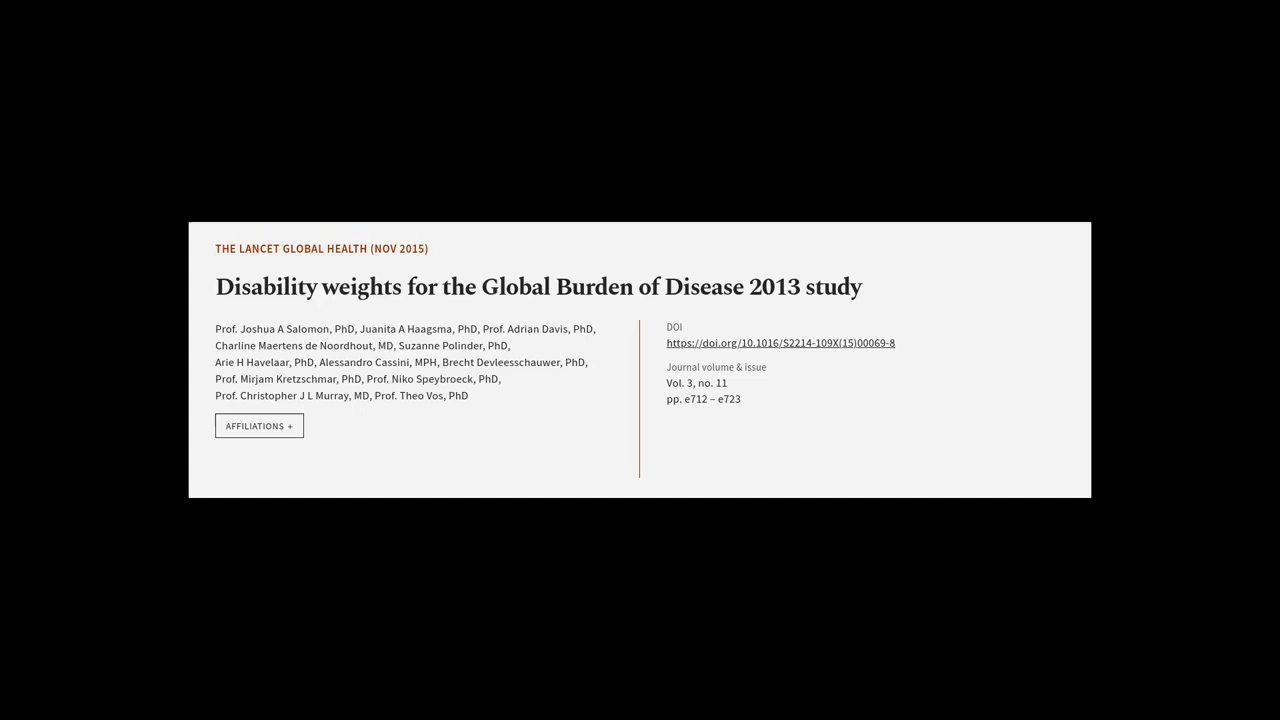 THE LANCET GLOBAL HEALTH (NOV 2015)
Disability weights for the Global Burden of Disease 2013 study
Prof. Joshua A Salomon, PhD, Juanita A Haagsma, PhD, Prof. Adrian Davis, PhD,
Charline Maertens de Noordhout, MD, Suzanne Polinder, PhD,
Arie H Havelaar, PhD, Alessandro Cassini, MPH, Brecht Devleesschauwer, PhD,
Prof. Mirjam Kretzschmar, PhD, Prof. Niko Speybroeck, PhD,
Prof. Christopher J L Murray, MD, Prof. Theo Vos, PhD
AFFILIATIONS +
DOI
https://doi.org/10.1016/S2214-109X(15)00069-8
Journal volume & issue
Vol. 3, no. 11
pp. e712 – e723